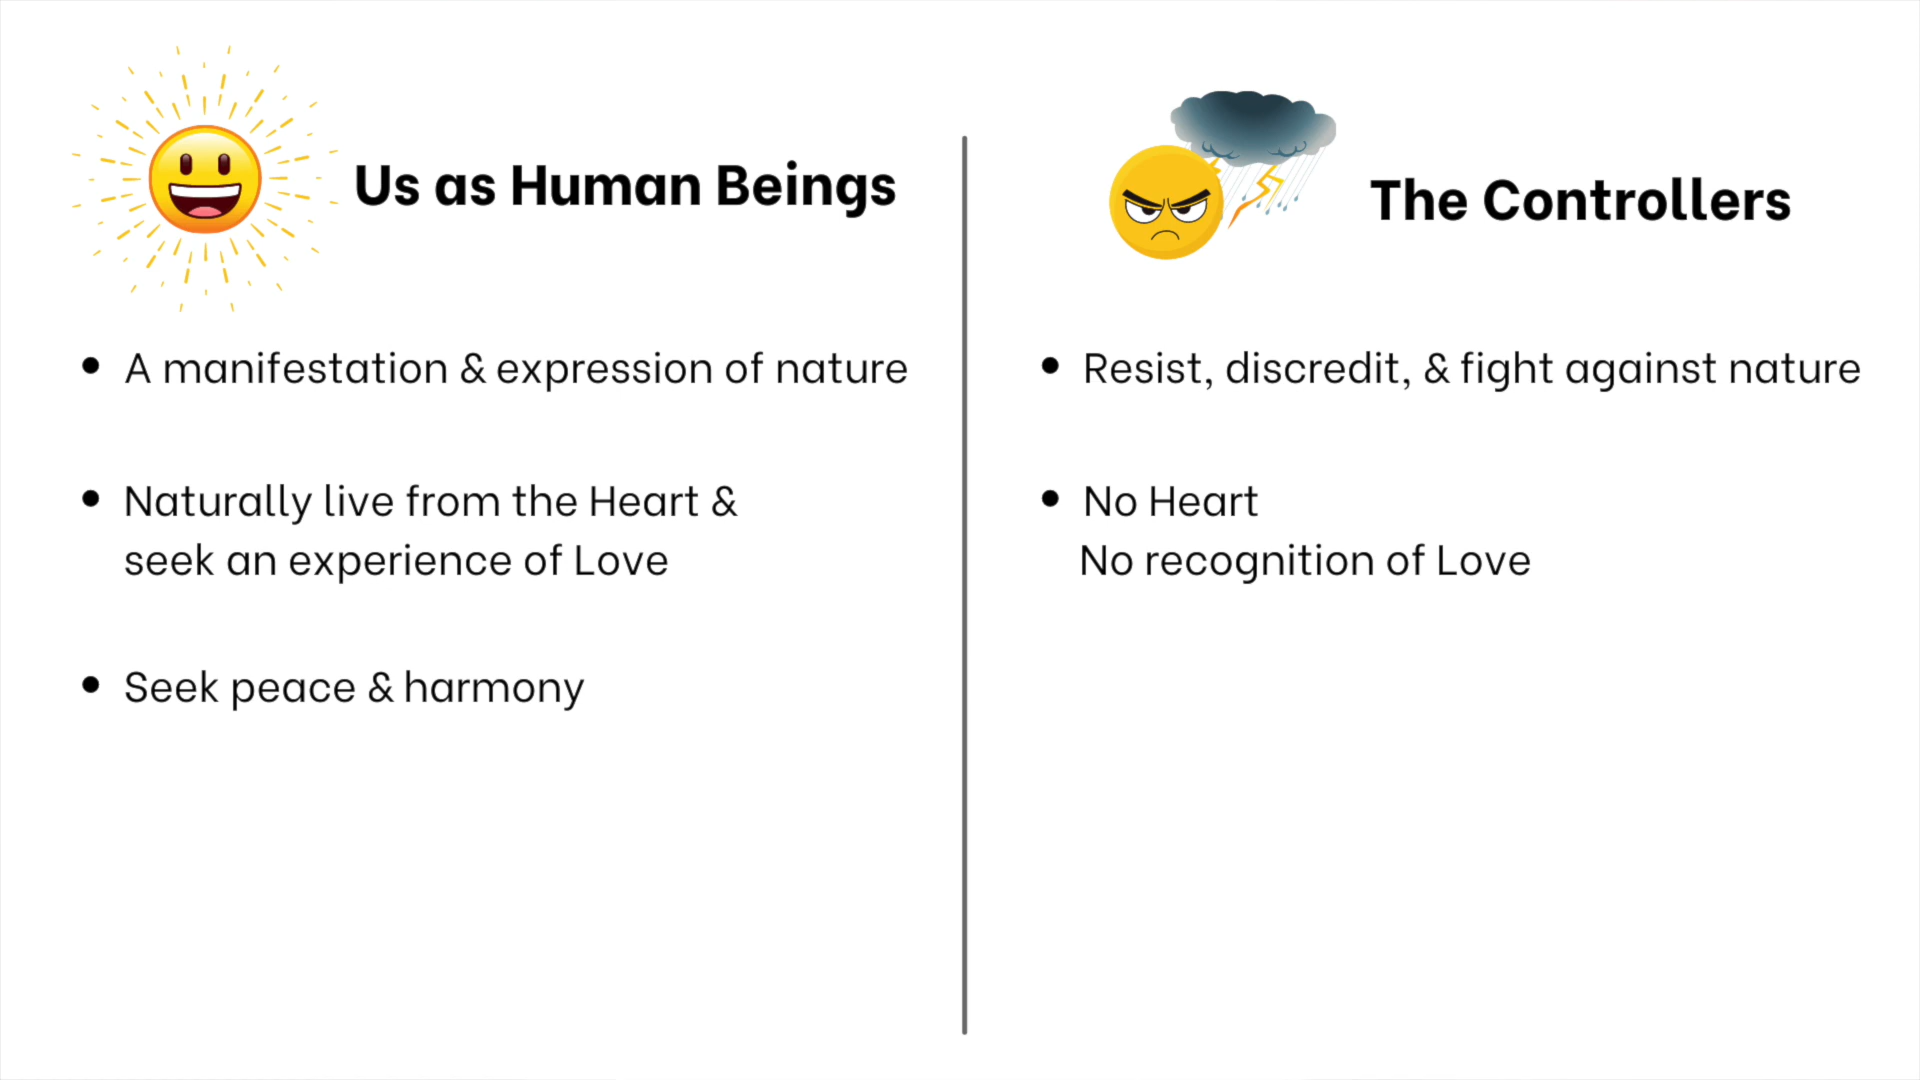 Us as Human Beings
A manifestation & expression of nature
Naturally live from the Heart &
seek an experience of Love
Seek peace & harmony
The Controllers
Resist, discredit, & fight against nature
No Heart
No recognition of Love